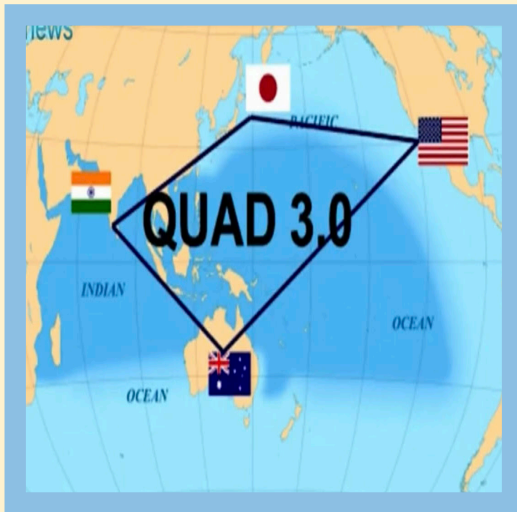 news
PACIFIC
QUAD 3.0
INDIAN
OCEAN
OCEAN